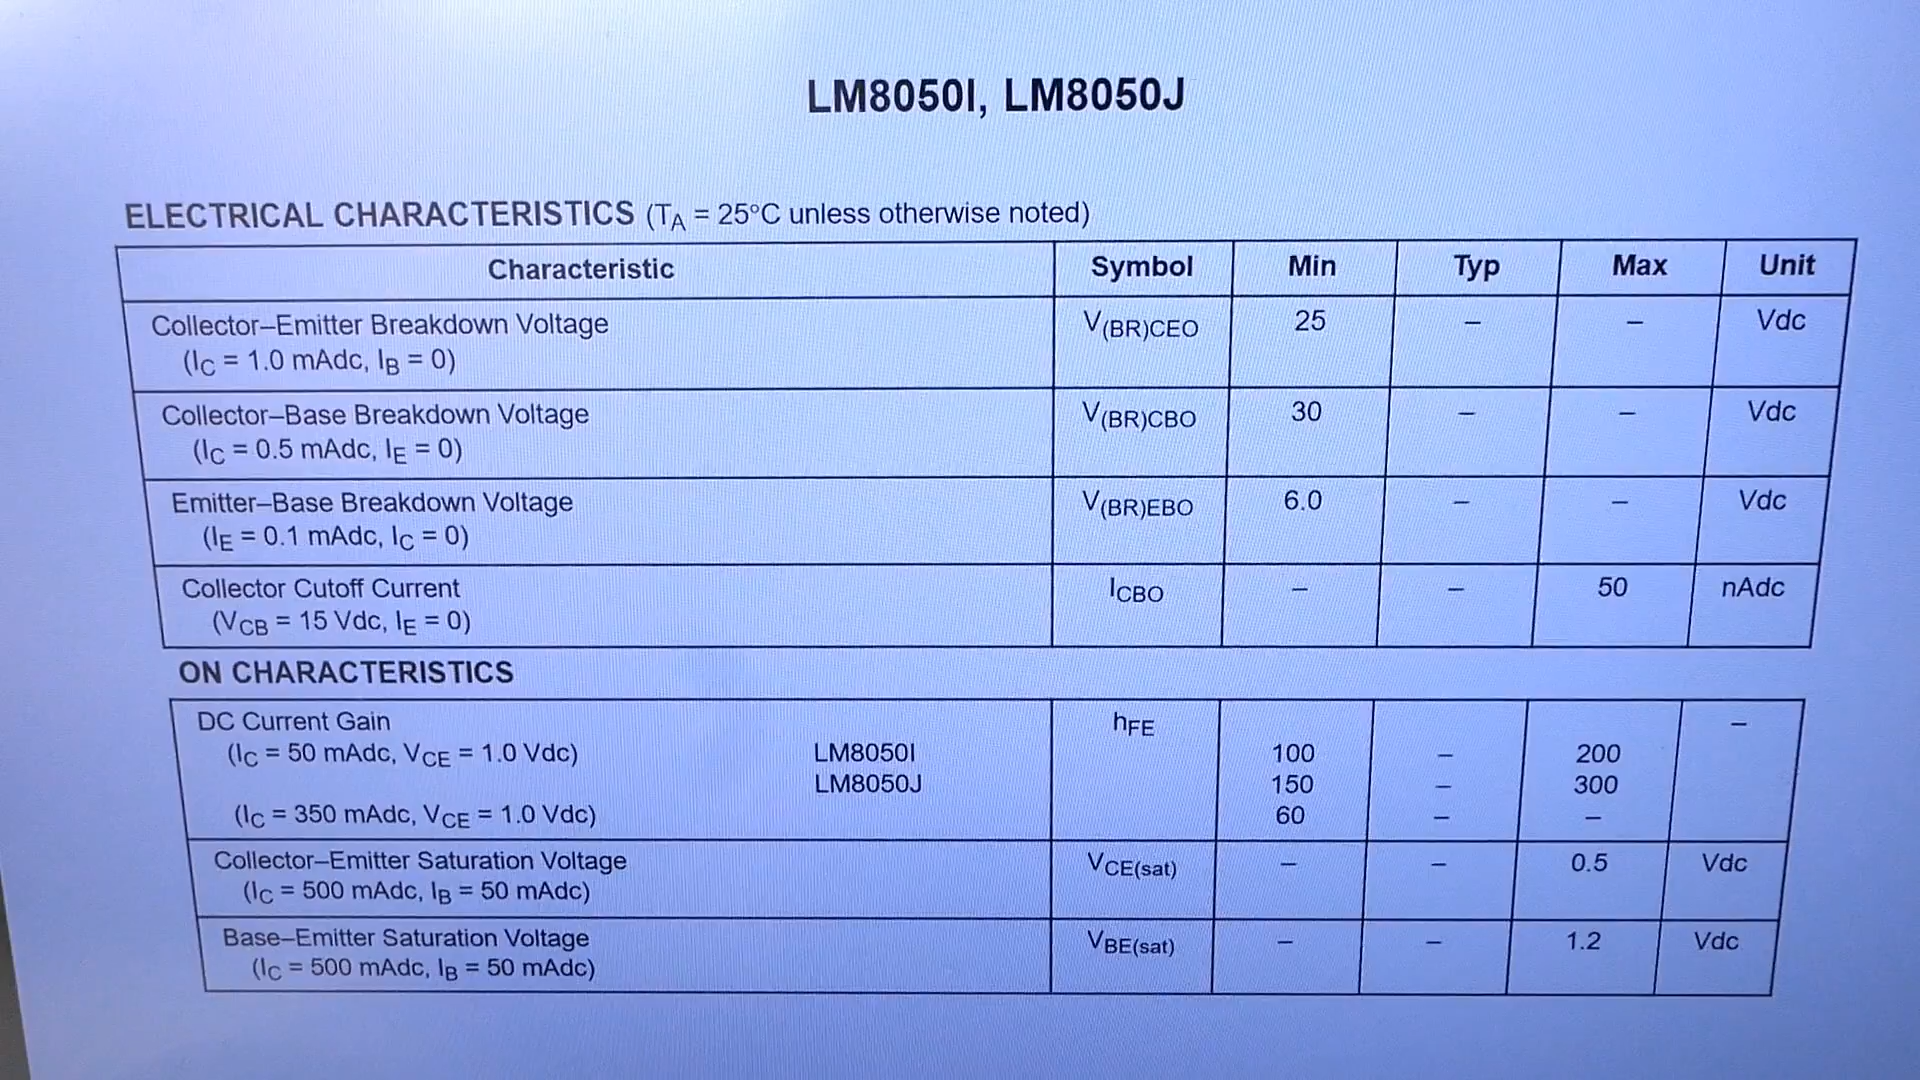 LM8050I, LM8050J
ELECTRICAL CHARACTERISTICS (TA = 25°C unless otherwise noted)
Characteristic Symbol Min Typ Max Unit
Collector–Emitter Breakdown Voltage V(BR)CEO 25 – – Vdc
(IC = 1.0 mAdc, IB = 0)
Collector–Base Breakdown Voltage V(BR)CBO 30 – – Vdc
(IC = 0.5 mAdc, IE = 0)
Emitter–Base Breakdown Voltage V(BR)EBO 6.0 – – Vdc
(IE = 0.1 mAdc, IC = 0)
Collector Cutoff Current ICBO – – 50 nAdc
(VCB = 15 Vdc, IE = 0)
ON CHARACTERISTICS
DC Current Gain hFE –
(IC = 50 mAdc, VCE = 1.0 Vdc) LM8050I 100 – 200
LM8050J 150 – 300
(IC = 350 mAdc, VCE = 1.0 Vdc) 60 – –
Collector–Emitter Saturation Voltage VCE(sat) – – 0.5 Vdc
(IC = 500 mAdc, IB = 50 mAdc)
Base–Emitter Saturation Voltage VBE(sat) – – 1.2 Vdc
(IC = 500 mAdc, IB = 50 mAdc)